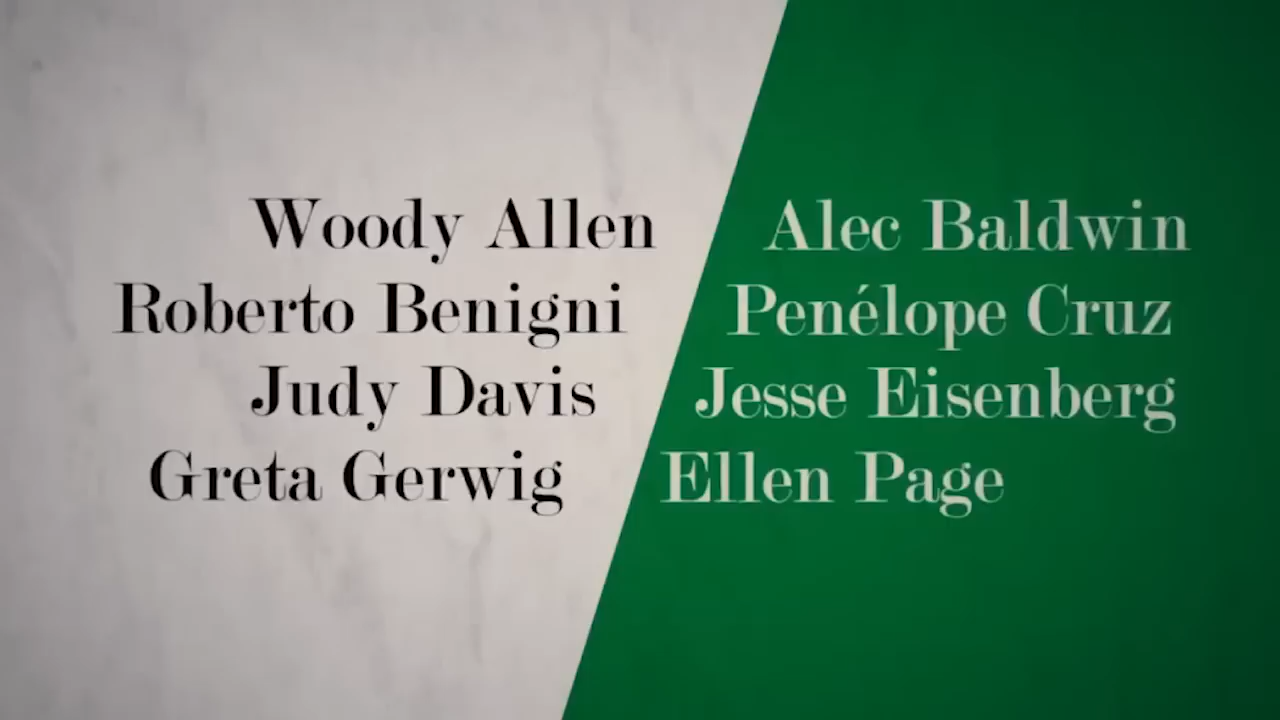 Woody Allen Alec Baldwin
Roberto Benigni Penélope Cruz
Judy Davis Jesse Eisenberg
Greta Gerwig Ellen Page